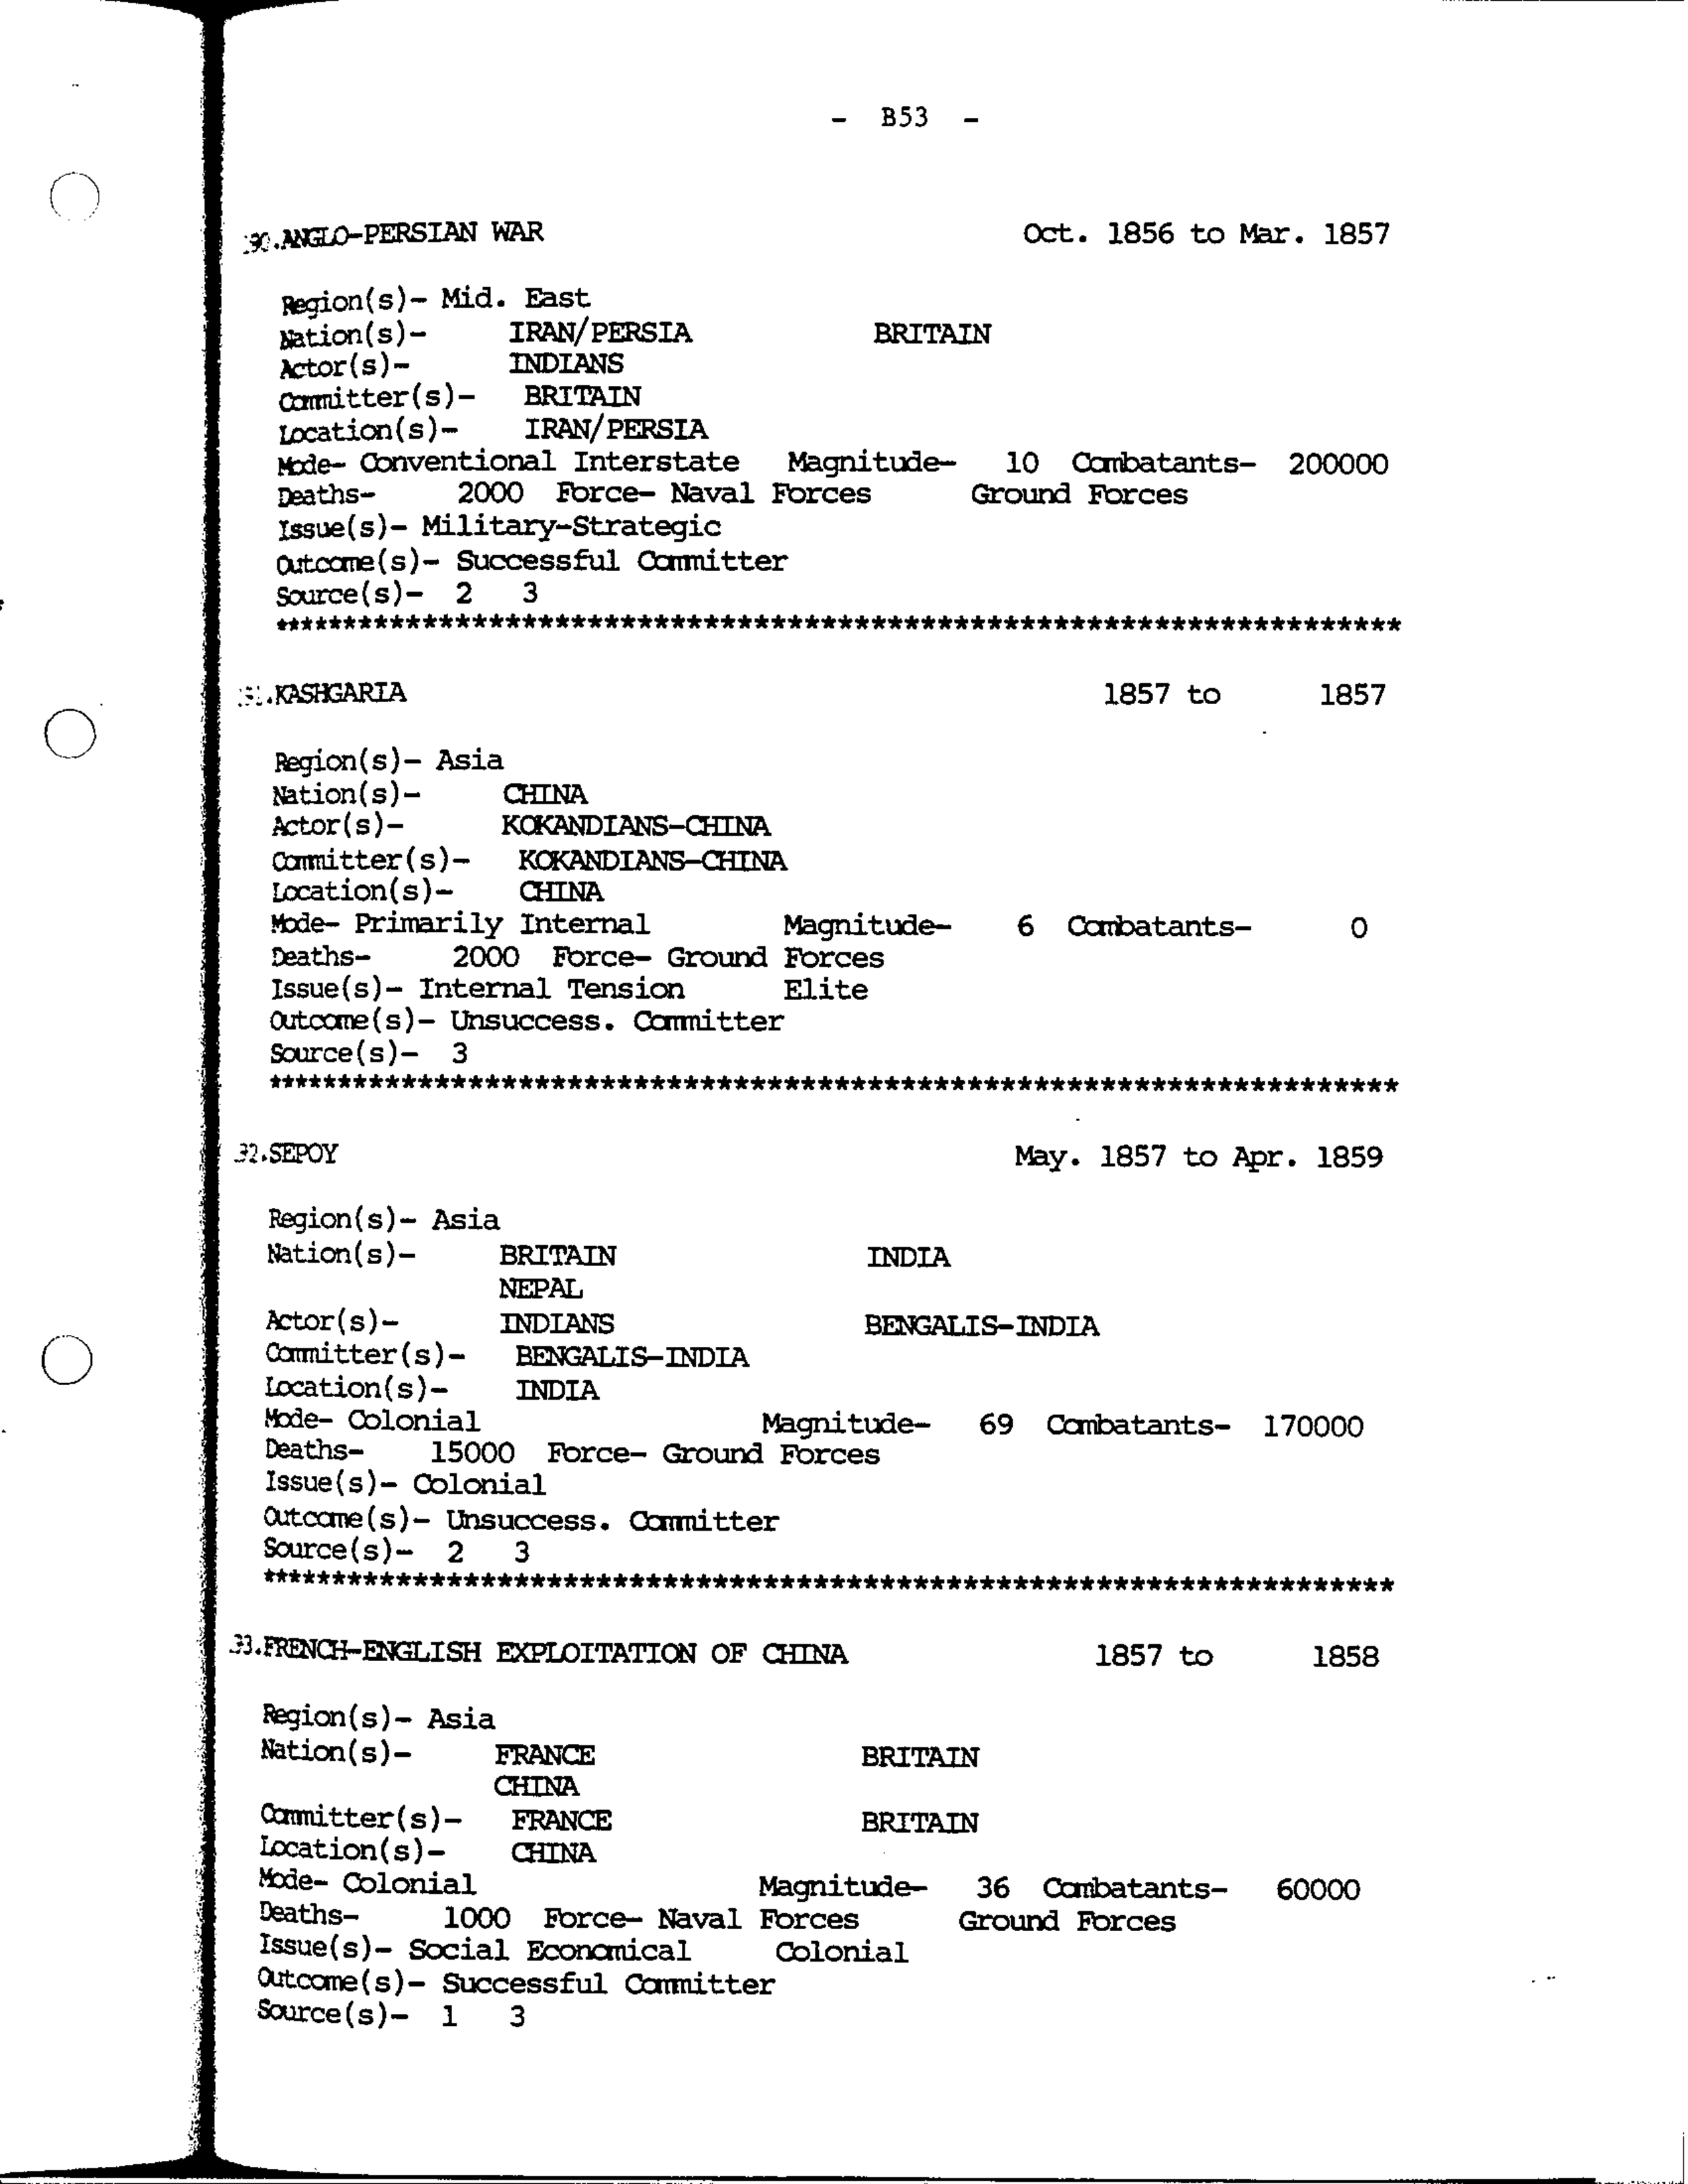 - B53 -
90.ANGLO-PERSIAN WAR Oct. 1856 to Mar. 1857
Region(s)- Mid. East
Nation(s)- IRAN/PERSIA BRITAIN
Actor(s)- INDIANS
Committer(s)- BRITAIN
Location(s)- IRAN/PERSIA
Mode- Conventional Interstate Magnitude- 10 Combatants- 200000
Deaths- 2000 Force- Naval Forces Ground Forces
Issue(s)- Military-Strategic
Outcome(s)- Successful Committer
Source(s)- 2 3
********************************************************************
KASHGARIA 1857 to 1857
Region(s)- Asia
Nation(s)- CHINA
Actor(s)- KOKANDIANS-CHINA
Committer(s)- KOKANDIANS-CHINA
Location(s)- CHINA
Mode- Primarily Internal Magnitude- 6 Combatants- 0
Deaths- 2000 Force- Ground Forces
Issue(s)- Internal Tension Elite
Outcome(s)- Unsuccess. Committer
Source(s)- 3
********************************************************************
32.SEPOY May. 1857 to Apr. 1859
Region(s)- Asia
Nation(s)- BRITAIN INDIA
NEPAL
Actor(s)- INDIANS BENGALIS-INDIA
Committer(s)- BENGALIS-INDIA
Location(s)- INDIA
Mode- Colonial Magnitude- 69 Combatants- 170000
Deaths- 15000 Force- Ground Forces
Issue(s)- Colonial
Outcome(s)- Unsuccess. Committer
Source(s)- 2 3
********************************************************************
33.FRENCH-ENGLISH EXPLOITATION OF CHINA 1857 to 1858
Region(s)- Asia
Nation(s)- FRANCE BRITAIN
CHINA
Committer(s)- FRANCE BRITAIN
Location(s)- CHINA
Mode- Colonial Magnitude- 36 Combatants- 60000
Deaths- 1000 Force- Naval Forces Ground Forces
Issue(s)- Social Economical Colonial
Outcome(s)- Successful Committer
Source(s)- 1 3